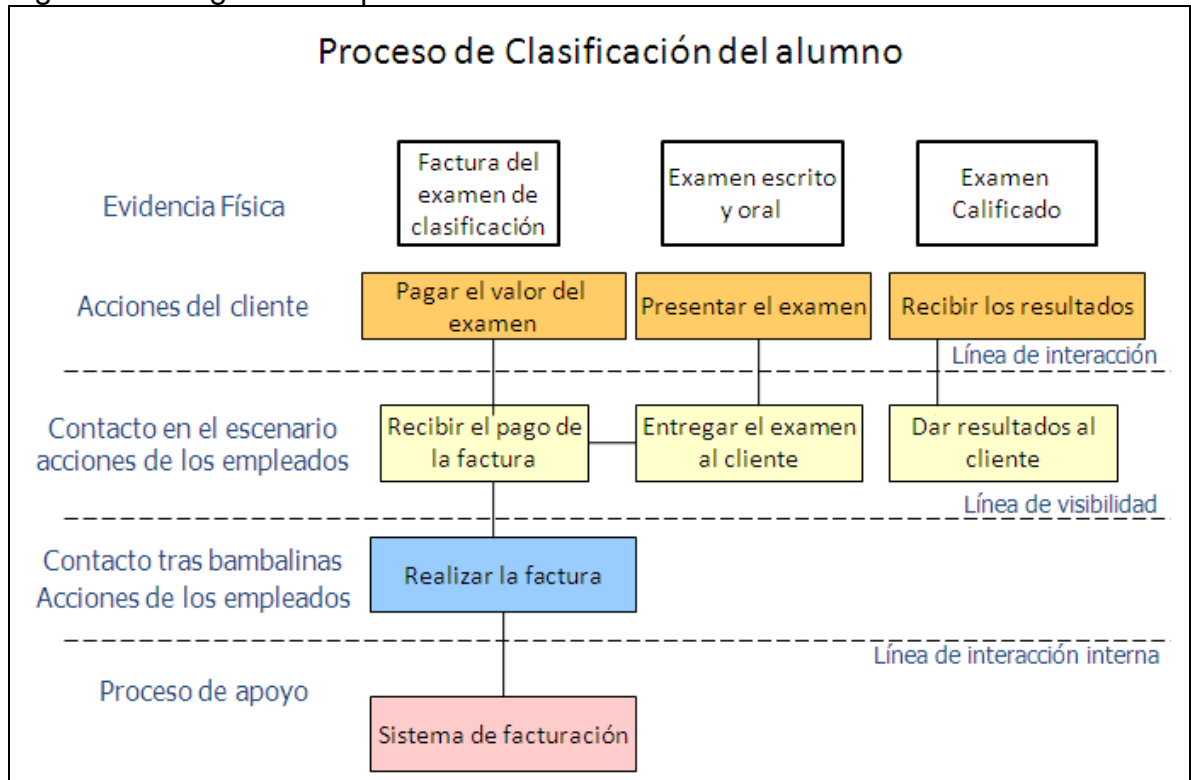 Proceso de Clasificación del alumno
Evidencia Física
Factura del
examen de
clasificación
Examen escrito
y oral
Examen
Calificado
Acciones del cliente
Pagar el valor del
examen
Presentar el examen
Recibir los resultados
Línea de interacción
Contacto en el escenario
acciones de los empleados
Recibir el pago de
la factura
Entregar el examen
al cliente
Dar resultados al
cliente
Línea de visibilidad
Contacto tras bambalinas
Acciones de los empleados
Realizar la factura
Línea de interacción interna
Proceso de apoyo
Sistema de facturación